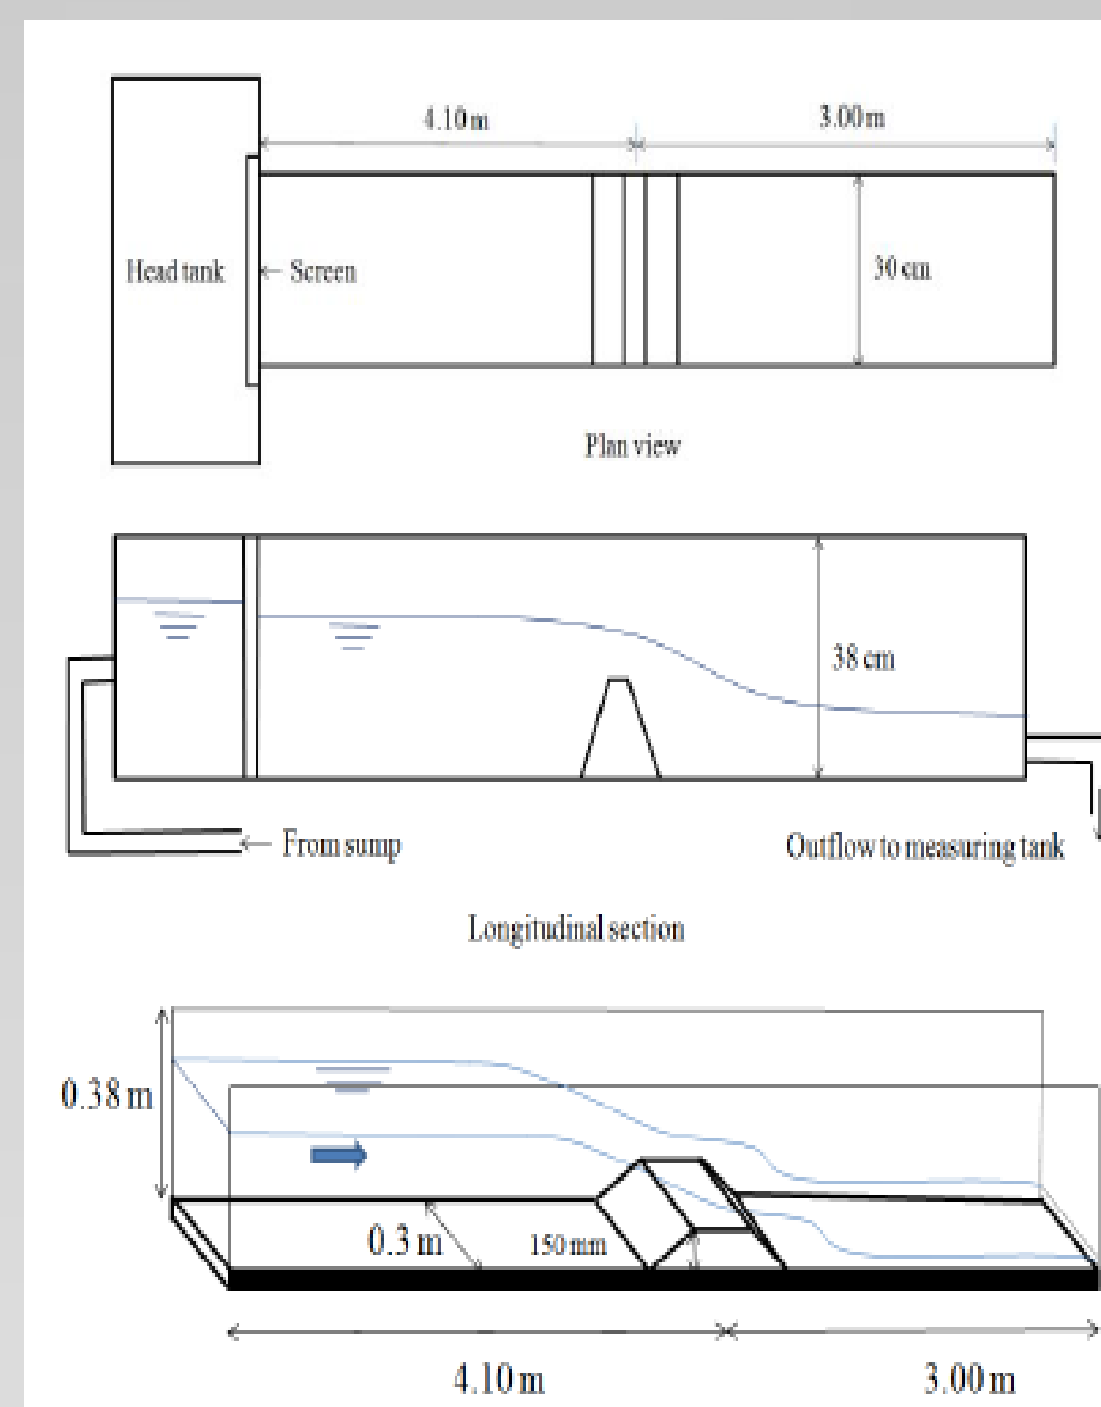 4.10 m
3.00 m
Head tank
Screen
30 cm
Plan view
38 cm
From sump
Outflow to measuring tank
Longitudinal section
0.38 m
0.3 m
150 mm
4.10 m
3.00 m